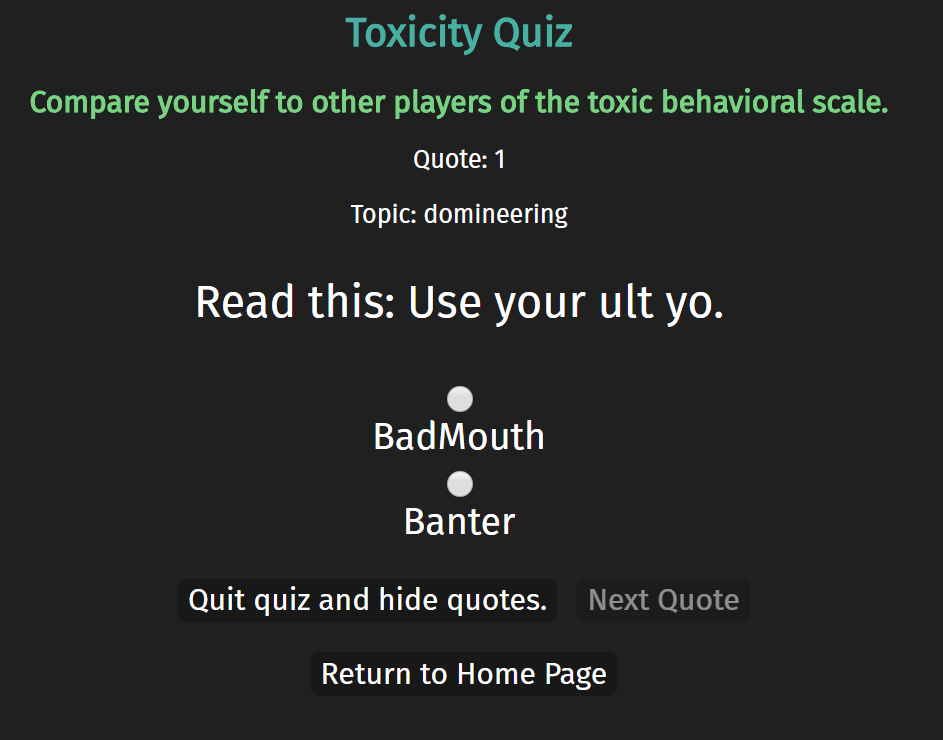 Toxicity Quiz
Compare yourself to other players of the toxic behavioral scale.
Quote: 1
Topic: domineering
Read this: Use your ult yo.
BadMouth
Banter
Quit quiz and hide quotes. Next Quote
Return to Home Page